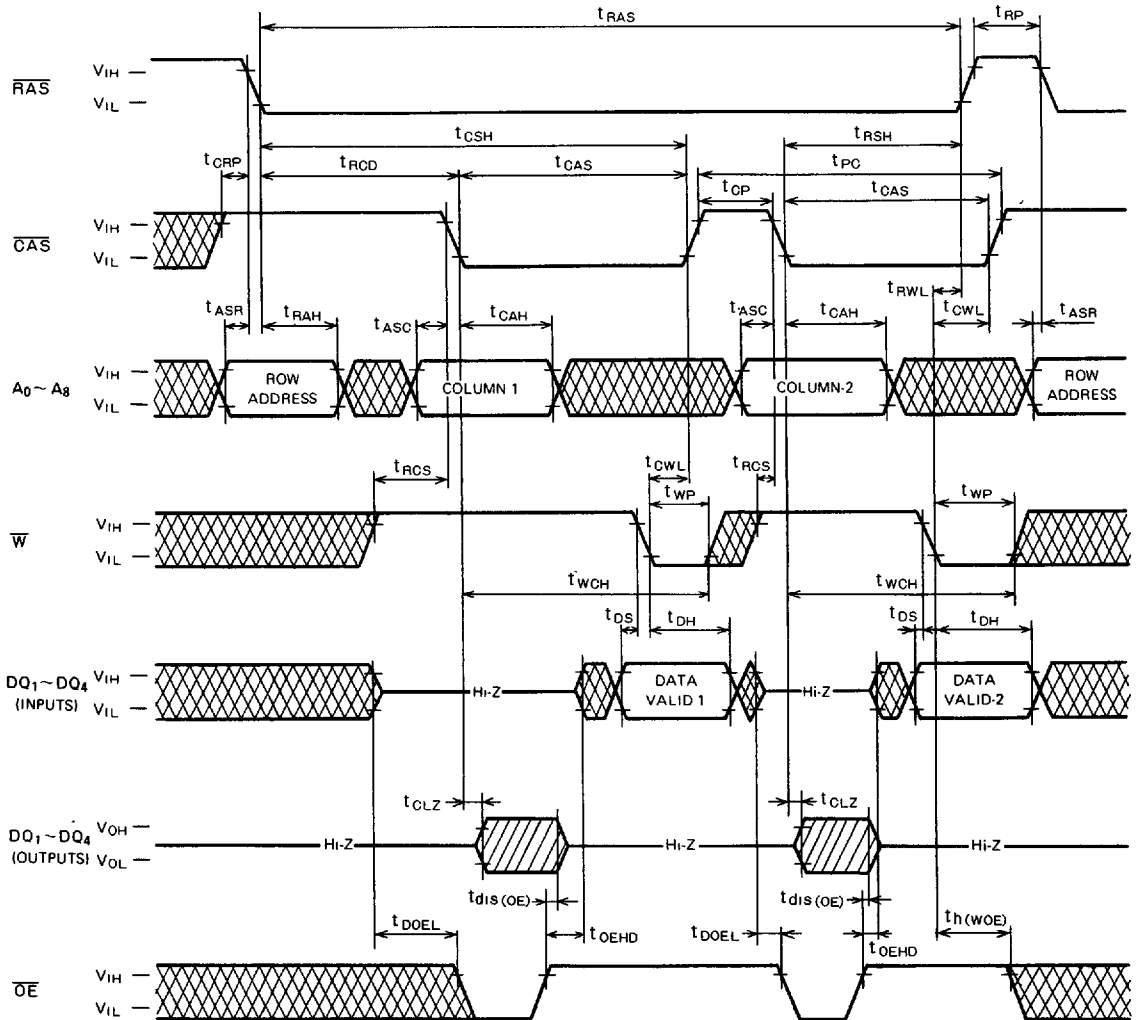 tRAS tRP
VIH
RAS
VIL
tCSH tRSH
tCRP tRCD tCAS tPC
tCP tCAS
VIH
CAS
VIL
tRWL
tASR tRAH tASC tCAH tASC tCAH tCWL tASR
VIH
A0~A8 ROW ADDRESS COLUMN 1 COLUMN-2 ROW ADDRESS
VIL
tRCS tCWL tRCS
tWP tWP
VIH
W
VIL
tWCH tWCH
tDS tDH tDS tDH
DQ1~DQ4 VIH
(INPUTS) VIL
HI-Z DATA VALID 1 Hi-Z DATA VALID-2
tCLZ tCLZ
DQ1~DQ4 VOH
(OUTPUTS) VOL
HI-Z HI-Z Hi-Z
tdis(OE) tdis(OE)
tDOEL tOEHD tDOEL tOEHD th(WOE)
VIH
OE
VIL